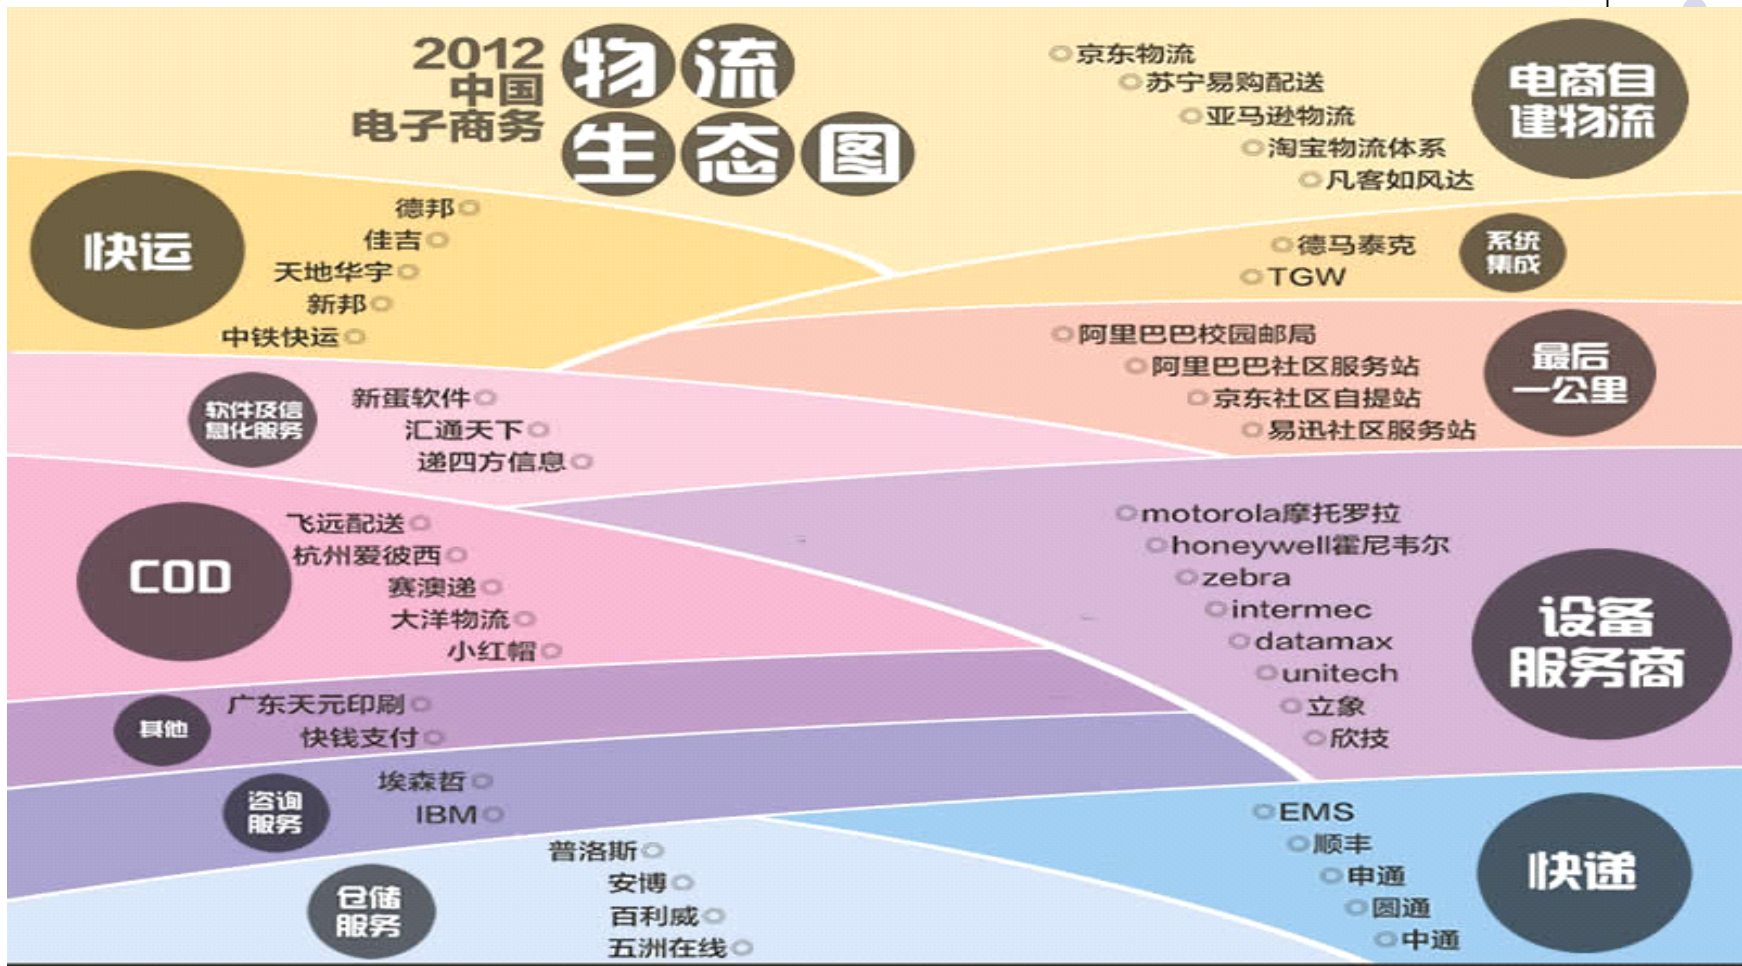 2012
中国
电子商务
物流
生态图
电商自
建物流
京东物流
苏宁易购配送
亚马逊物流
淘宝物流体系
凡客如风达
快运
德邦
佳吉
天地华宇
新邦
中铁快运
系统
集成
德马泰克
TGW
最后
一公里
阿里巴巴校园邮局
阿里巴巴社区服务站
京东社区自提站
易迅社区服务站
软件及信
息化服务
新蛋软件
汇通天下
递四方信息
COD
飞远配送
杭州爱彼西
赛澳递
大洋物流
小红帽
设备
服务商
motorola摩托罗拉
honeywell霍尼韦尔
zebra
intermec
datamax
unitech
立象
欣技
其他
广东天元印刷
快钱支付
咨询
服务
埃森哲
IBM
仓储
服务
普洛斯
安博
百利威
五洲在线
快递
EMS
顺丰
申通
圆通
中通